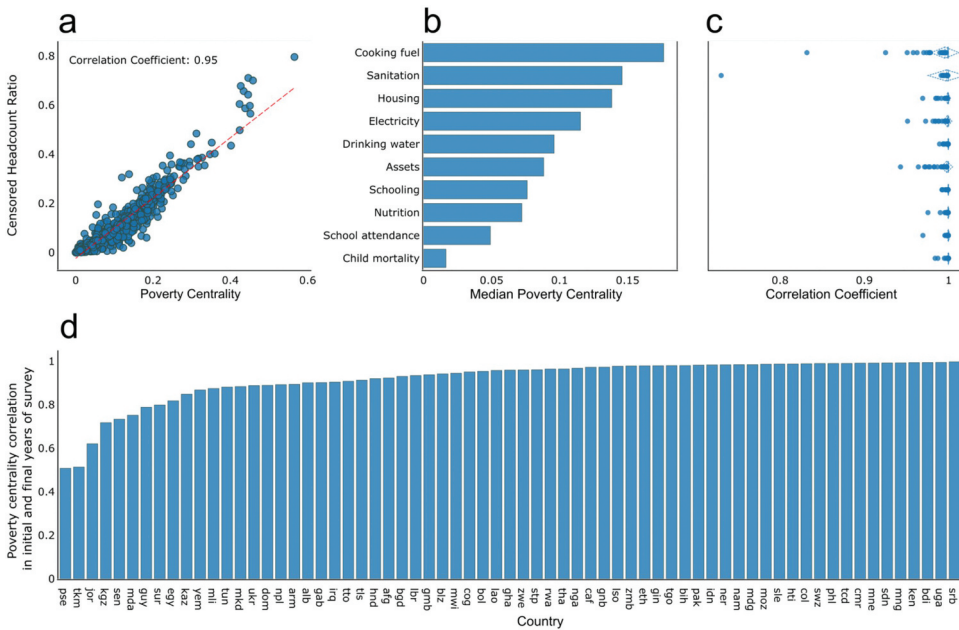 a
Correlation Coefficient: 0.95
Censored Headcount Ratio
0.8
0.6
0.4
0.2
0
0
0.2
0.4
0.6
Poverty Centrality
b
Cooking fuel
Sanitation
Housing
Electricity
Drinking water
Assets
Schooling
Nutrition
School attendance
Child mortality
0
0.05
0.1
0.15
Median Poverty Centrality
c
0.8
0.9
1
Correlation Coefficient
d
Poverty centrality correlation
in initial and final years of survey
1
0.8
0.6
0.4
0.2
0
pse tkm jor kgz sen mda guy sur egy kaz yem mli tun mkd ukr dom npl arm alb gab irq tto tls hnd afg bgd lbr gmb blz mwi cog bol lao gha zwe stp rwa tha nga caf gnb lso zmb eth gin tgo bih pak idn ner nam mdg moz sle hti col swz phl tcd cmr mne sdn mng ken bdi uga srb
Country